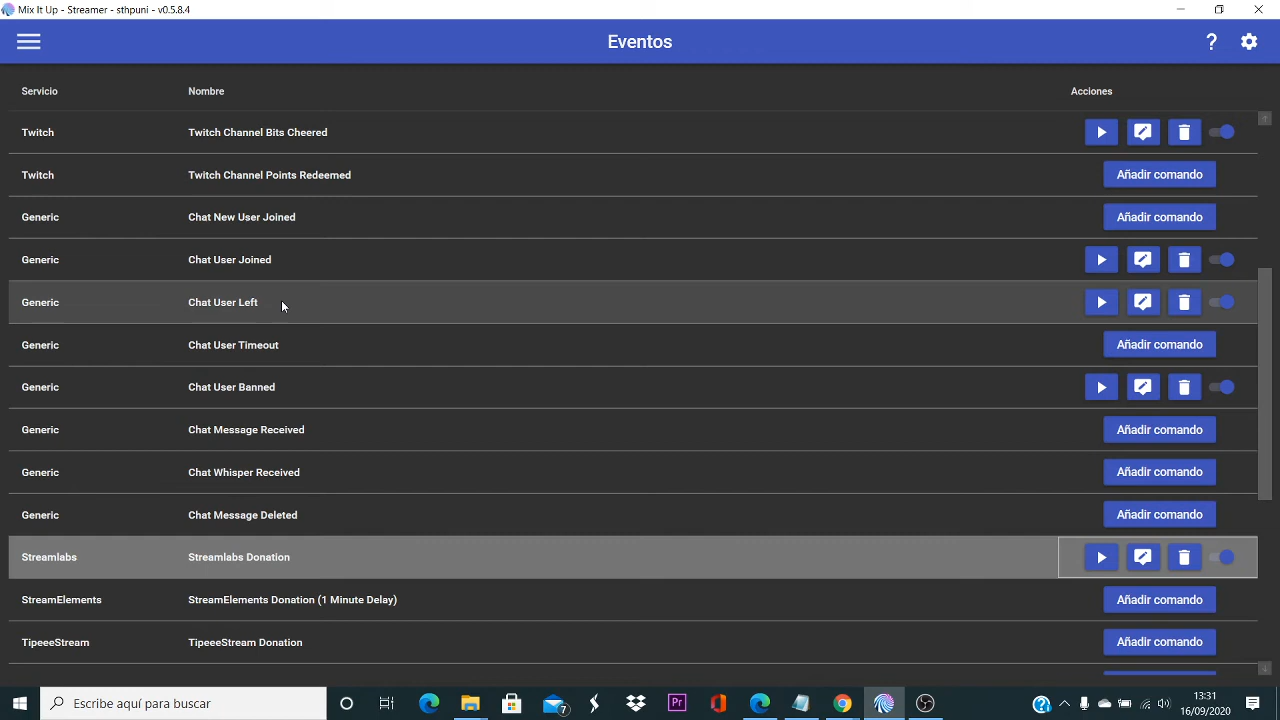 Mix It Up - Streamer - sthpuni - v0.5.8.4
Eventos
?
Servicio Nombre Acciones
Twitch Twitch Channel Bits Cheered
Twitch Twitch Channel Points Redeemed Añadir comando
Generic Chat New User Joined Añadir comando
Generic Chat User Joined
Generic Chat User Left
Generic Chat User Timeout Añadir comando
Generic Chat User Banned
Generic Chat Message Received Añadir comando
Generic Chat Whisper Received Añadir comando
Generic Chat Message Deleted Añadir comando
Streamlabs Streamlabs Donation
StreamElements StreamElements Donation (1 Minute Delay) Añadir comando
TipeeeStream TipeeeStream Donation Añadir comando
Escribe aquí para buscar 7 Pr ? 13:31
16/09/2020